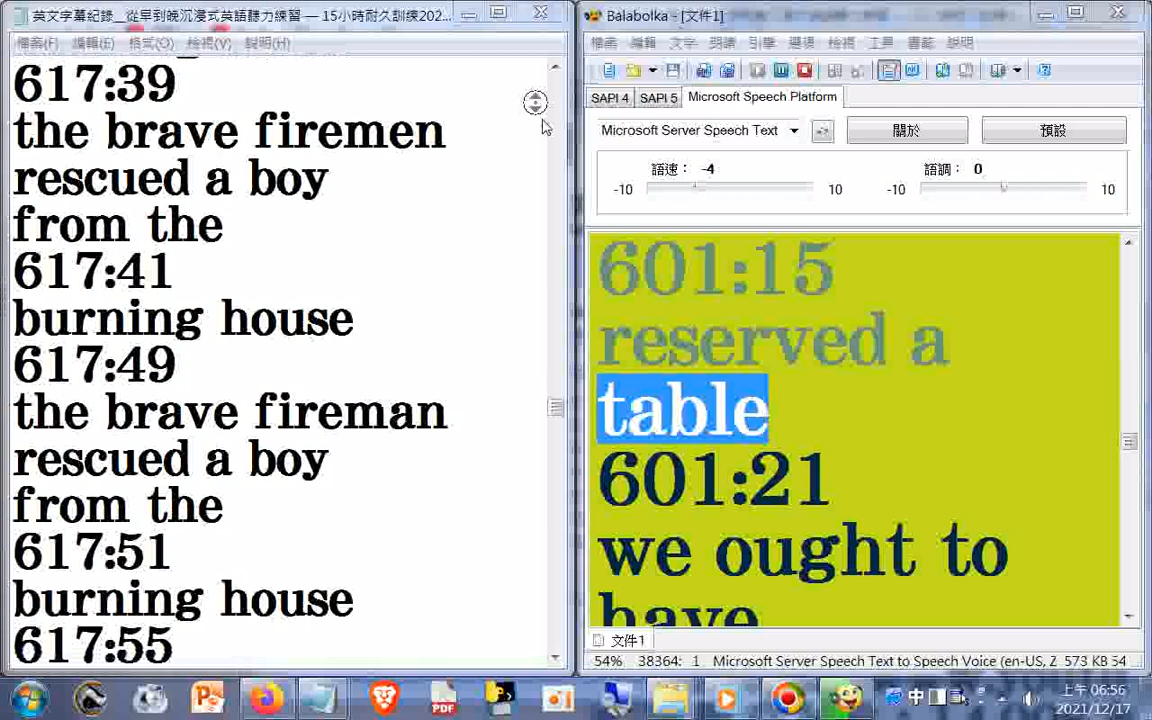 英文字幕紀錄__從早到晚沉浸式英語聽力練習 — 15小時耐久訓練202...
檔案(F) 編輯(E) 格式(O) 檢視(V) 說明(H)
617:39
the brave firemen
rescued a boy
from the
617:41
burning house
617:49
the brave fireman
rescued a boy
from the
617:51
burning house
617:55
Balabolka - [文件1]
檔案 編輯 文字 朗讀 引擎 選項 檢視 工具 書籤 說明
SAPI 4 SAPI 5 Microsoft Speech Platform
Microsoft Server Speech Text 關於 預設
語速： -4 語調： 0
-10 10 -10 10
601:15
reserved a
table
601:21
we ought to
have
文件1
54% 38364: 1 Microsoft Server Speech Text to Speech Voice (en-US, Z 573 KB 54
PDF 中 上午 06:56
2021/12/17